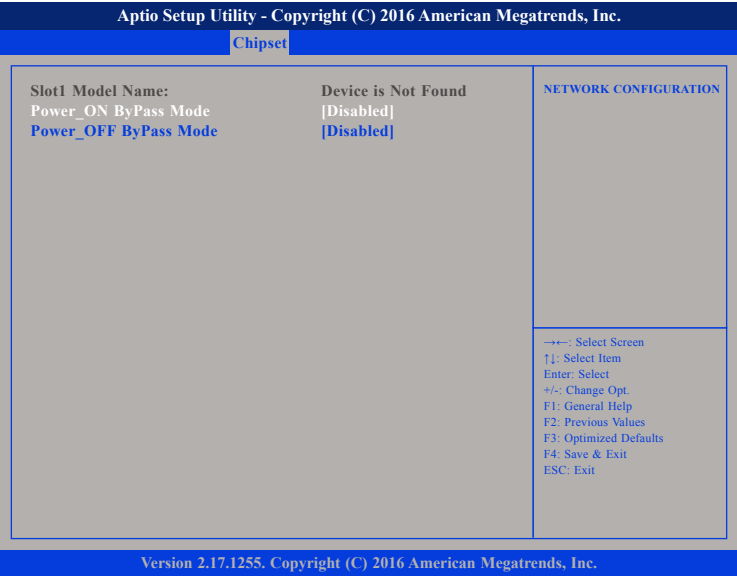 Aptio Setup Utility - Copyright (C) 2016 American Megatrends, Inc.
Chipset
Slot1 Model Name: Device is Not Found
Power_ON ByPass Mode [Disabled]
Power_OFF ByPass Mode [Disabled]
NETWORK CONFIGURATION
→←: Select Screen
↑↓: Select Item
Enter: Select
+/-: Change Opt.
F1: General Help
F2: Previous Values
F3: Optimized Defaults
F4: Save & Exit
ESC: Exit
Version 2.17.1255. Copyright (C) 2016 American Megatrends, Inc.